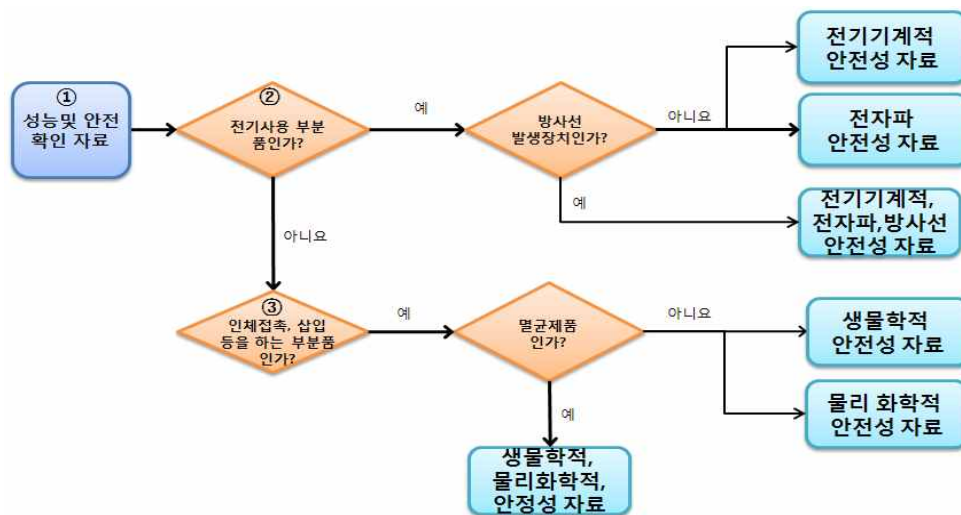 ①
성능및 안전
확인 자료
②
전기사용 부분
품인가?
예
방사선
발생장치인가?
아니요
전기기계적
안전성 자료
전자파
안전성 자료
예
전기기계적,
전자파,방사선
안전성 자료
아니요
③
인체접촉, 삽입
등을 하는 부분품
인가?
예
멸균제품
인가?
아니요
생물학적
안전성 자료
물리 화학적
안전성 자료
예
생물학적,
물리화학적,
안정성 자료